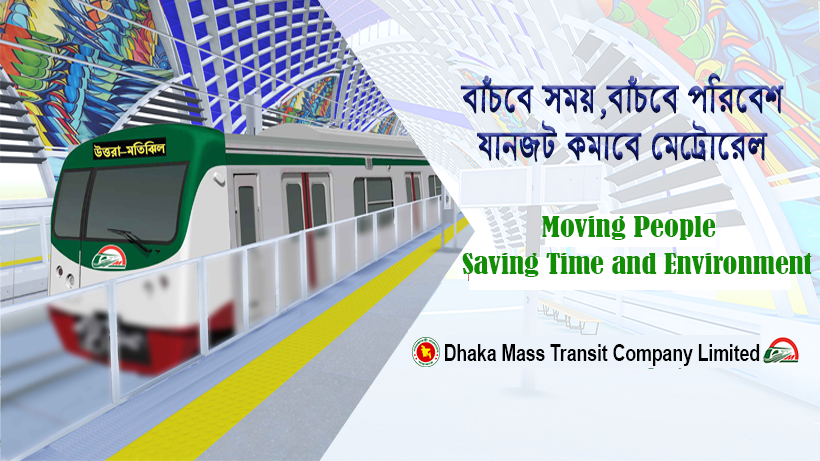 উত্তরা-মতিঝিল
বাঁচবে সময়,বাঁচবে পরিবেশ
যানজট কমাবে মেট্রোরেল
Moving People
Saving Time and Environment
Dhaka Mass Transit Company Limited